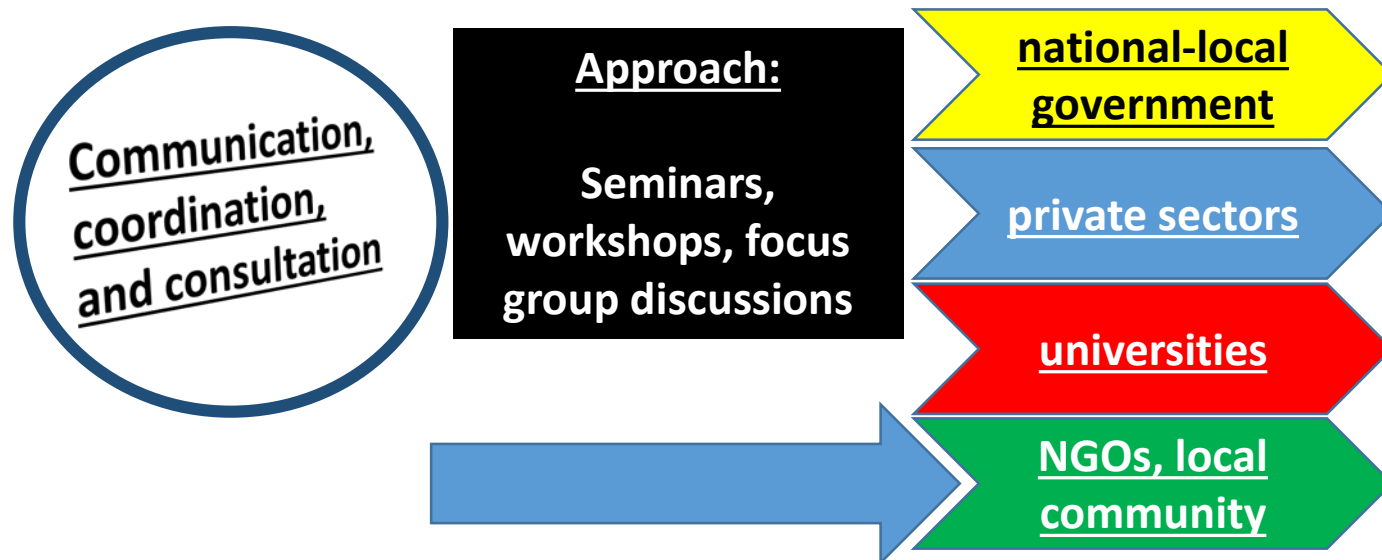 Communication,
coordination,
and consultation
Approach:
Seminars,
workshops, focus
group discussions
national-local
government
private sectors
universities
NGOs, local
community